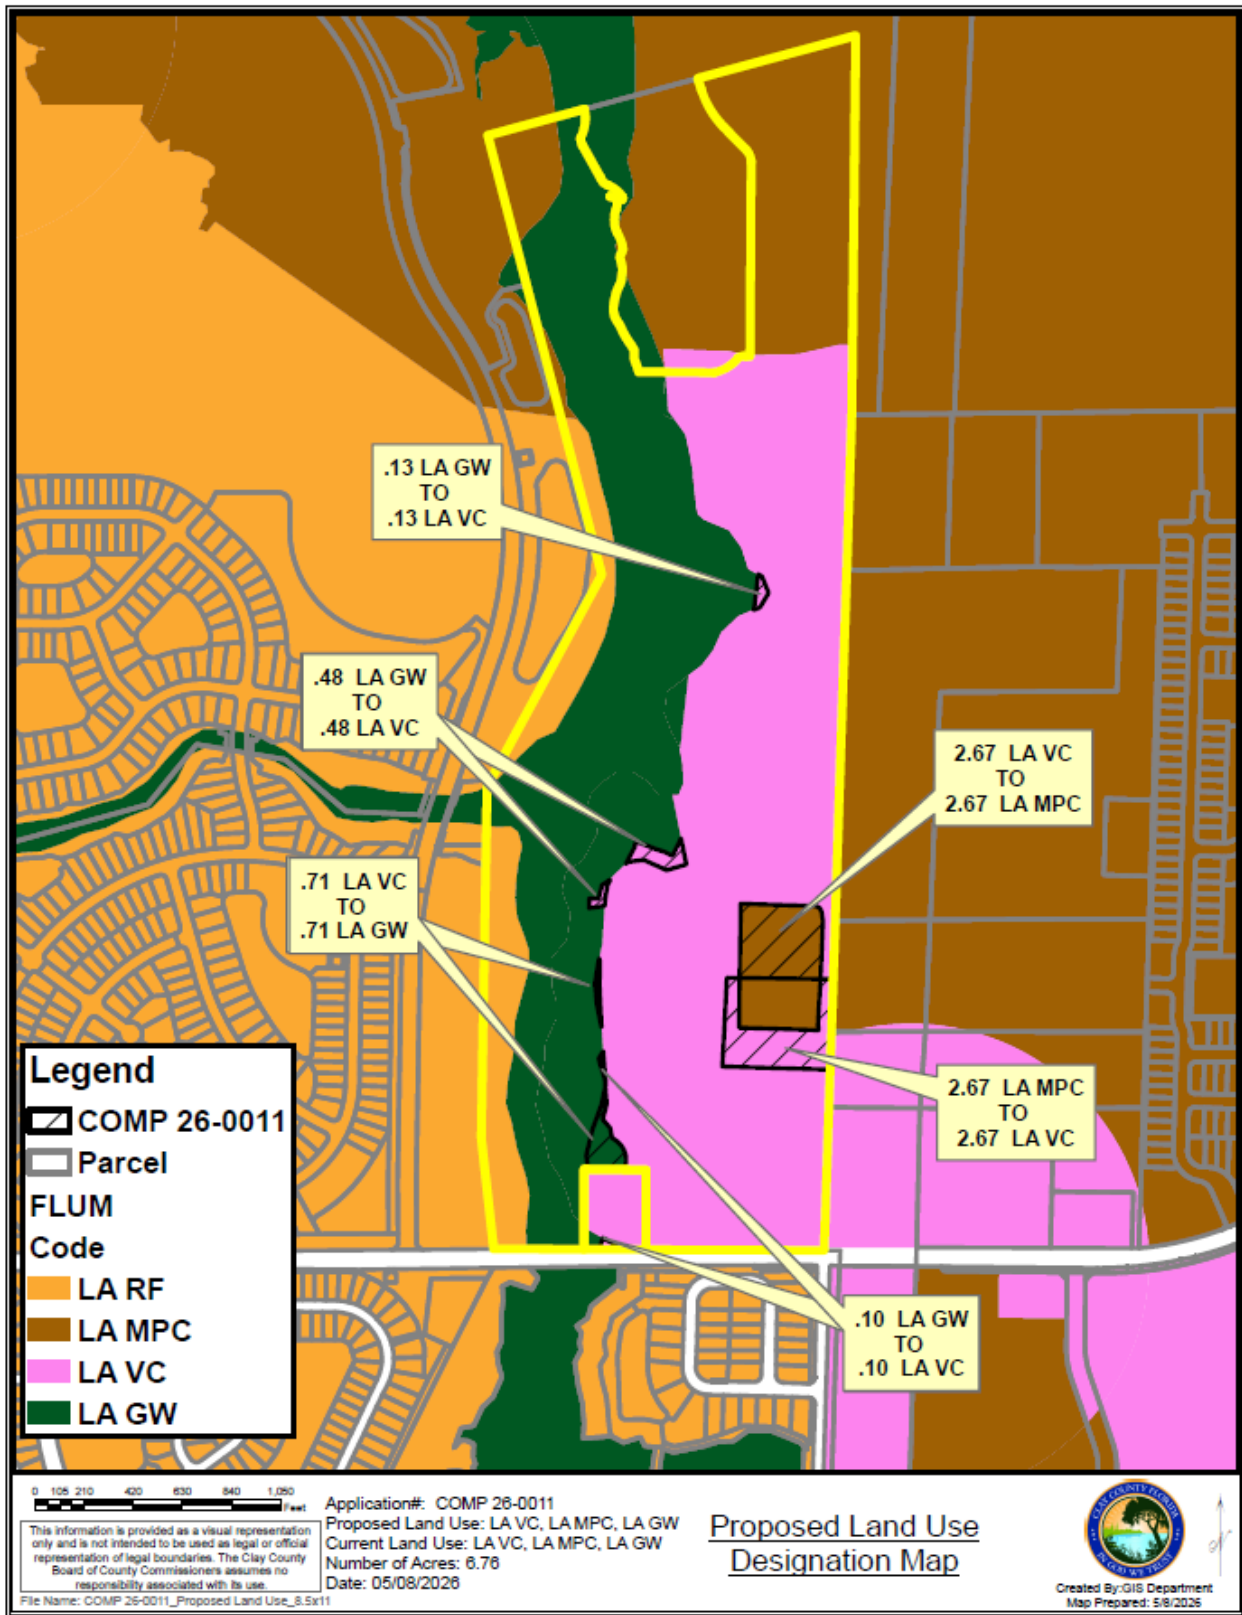 .13 LA GW
TO
.13 LA VC
.48 LA GW
TO
.48 LA VC
2.67 LA VC
TO
2.67 LA MPC
.71 LA VC
TO
.71 LA GW
2.67 LA MPC
TO
2.67 LA VC
.10 LA GW
TO
.10 LA VC
Legend
COMP 26-0011
Parcel
FLUM
Code
LA RF
LA MPC
LA VC
LA GW
0 105 210 420 630 840 1,050
Feet
This information is provided as a visual representation
only and is not intended to be used as legal or official
representation of legal boundaries. The Clay County
Board of County Commissioners assumes no
responsibility associated with its use.
File Name: COMP 26-0011_Proposed Land Use_8.5x11
Application#: COMP 26-0011
Proposed Land Use: LA VC, LA MPC, LA GW
Current Land Use: LA VC, LA MPC, LA GW
Number of Acres: 6.76
Date: 05/08/2026
Proposed Land Use
Designation Map
CLAY COUNTY FLORIDA
IN GOD WE TRUST
Created By:GIS Department
Map Prepared: 5/8/2026